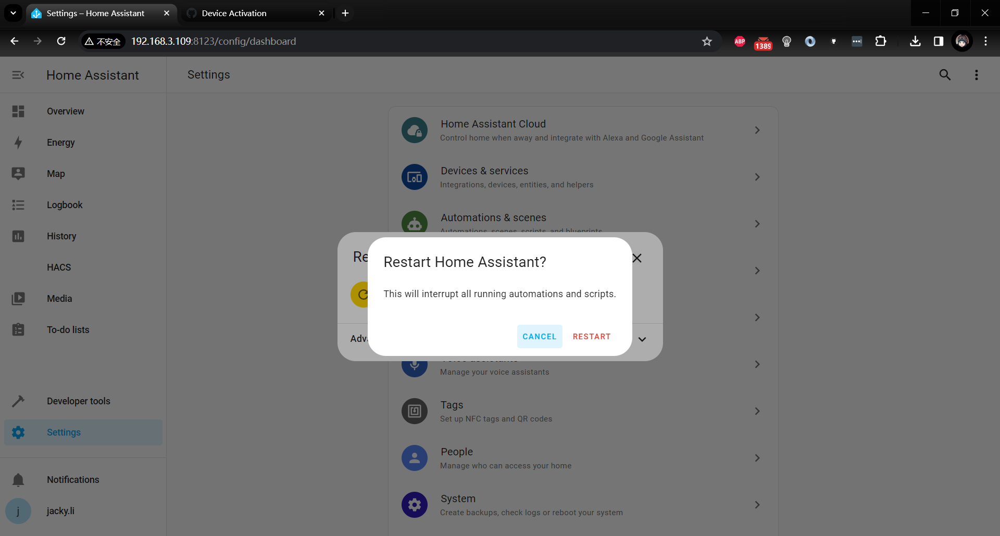 Settings – Home Assistant
Device Activation
不安全
192.168.3.109:8123/config/dashboard
ABP
1389
Home Assistant
Settings
Overview
Energy
Map
Logbook
History
HACS
Media
To-do lists
Developer tools
Settings
Notifications
j
jacky.li
Home Assistant Cloud
Control home when away and integrate with Alexa and Google Assistant
Devices & services
Integrations, devices, entities, and helpers
Automations & scenes
Automations, scenes, scripts, and blueprints
Re
Restart Home Assistant?
This will interrupt all running automations and scripts.
CANCEL
RESTART
Adv
Voice assistants
Manage your voice assistants
Tags
Set up NFC tags and QR codes
People
Manage who can access your home
System
Create backups, check logs or reboot your system